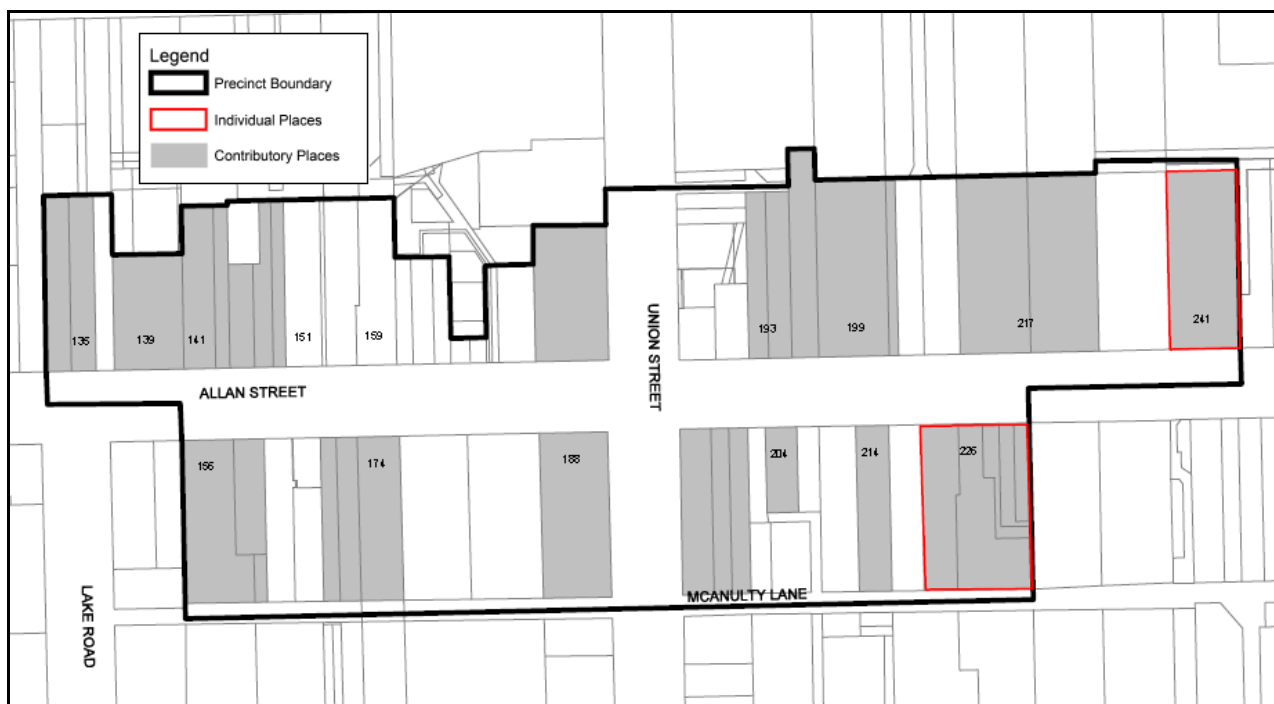 Legend
Precinct Boundary
Individual Places
Contributory Places
135
139
141
151
159
193
199
217
241
ALLAN STREET
UNION STREET
156
174
188
204
214
226
LAKE ROAD
MCANULTY LANE